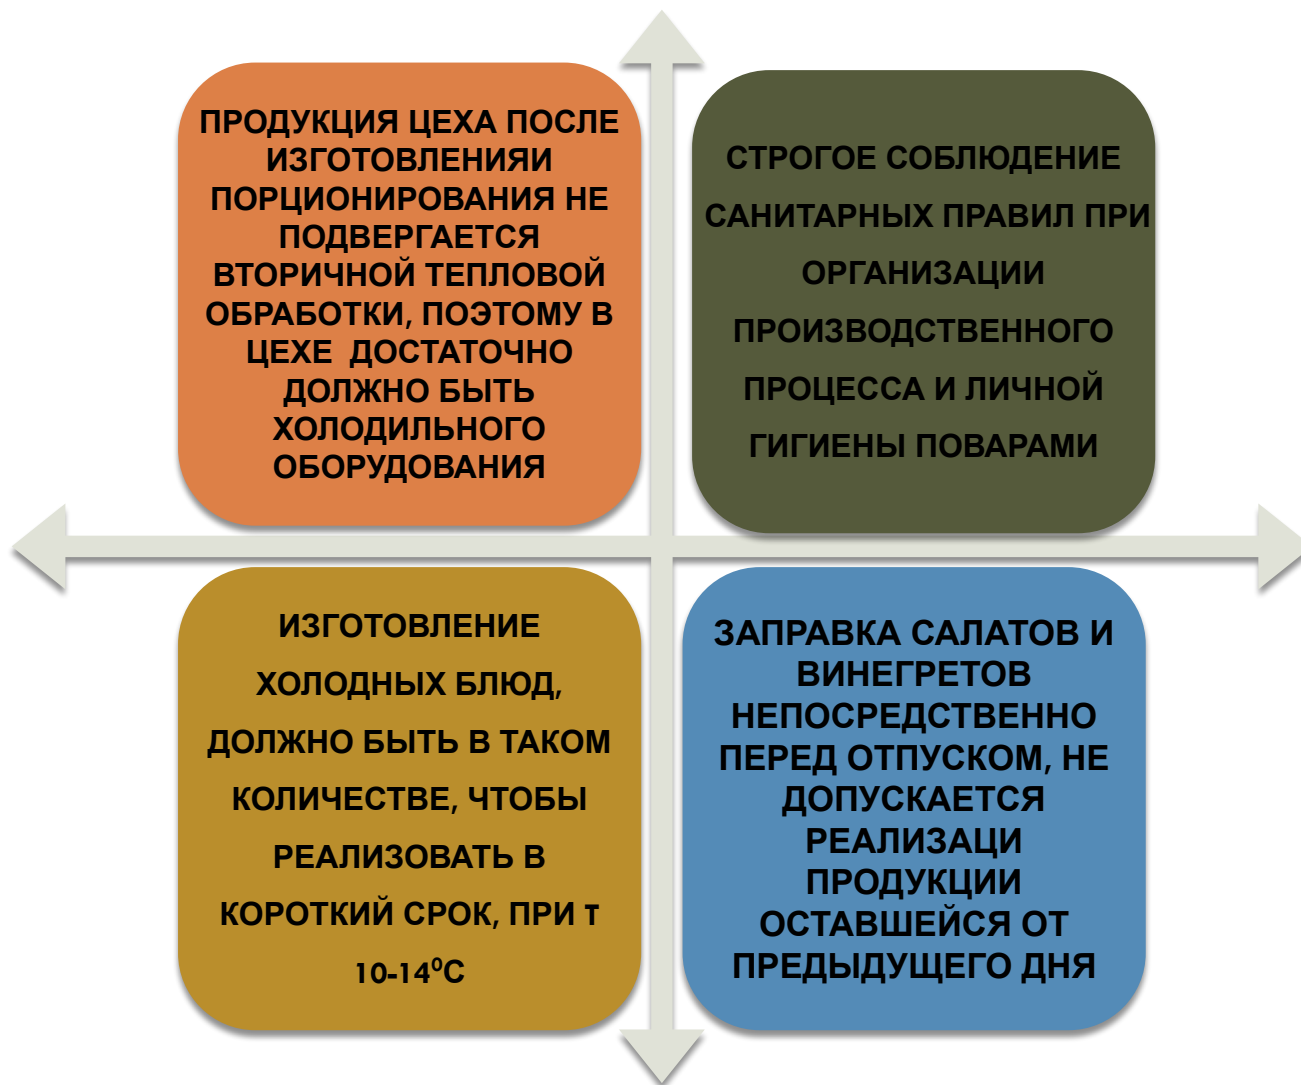 ПРОДУКЦИЯ ЦЕХА ПОСЛЕ
ИЗГОТОВЛЕНИЯИ
ПОРЦИОНИРОВАНИЯ НЕ
ПОДВЕРГАЕТСЯ
ВТОРИЧНОЙ ТЕПЛОВОЙ
ОБРАБОТКИ, ПОЭТОМУ В
ЦЕХЕ ДОСТАТОЧНО
ДОЛЖНО БЫТЬ
ХОЛОДИЛЬНОГО
ОБОРУДОВАНИЯ
СТРОГОЕ СОБЛЮДЕНИЕ
САНИТАРНЫХ ПРАВИЛ ПРИ
ОРГАНИЗАЦИИ
ПРОИЗВОДСТВЕННОГО
ПРОЦЕССА И ЛИЧНОЙ
ГИГИЕНЫ ПОВАРАМИ
ИЗГОТОВЛЕНИЕ
ХОЛОДНЫХ БЛЮД,
ДОЛЖНО БЫТЬ В ТАКОМ
КОЛИЧЕСТВЕ, ЧТОБЫ
РЕАЛИЗОВАТЬ В
КОРОТКИЙ СРОК, ПРИ τ
10-14⁰С
ЗАПРАВКА САЛАТОВ И
ВИНЕГРЕТОВ
НЕПОСРЕДСТВЕННО
ПЕРЕД ОТПУСКОМ, НЕ
ДОПУСКАЕТСЯ
РЕАЛИЗАЦИ
ПРОДУКЦИИ
ОСТАВШЕЙСЯ ОТ
ПРЕДЫДУЩЕГО ДНЯ